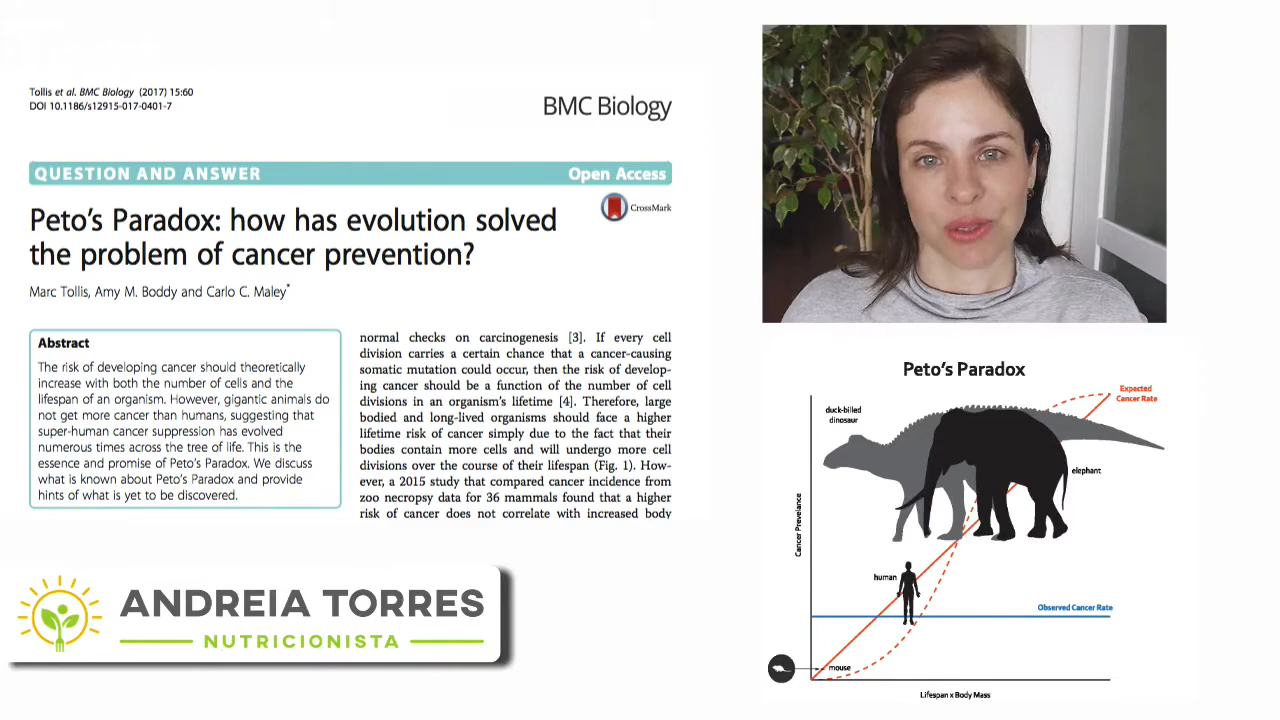 Tollis et al. BMC Biology (2017) 15:60
DOI 10.1186/s12915-017-0401-7
BMC Biology
QUESTION AND ANSWER
Open Access
CrossMark
Peto's Paradox: how has evolution solved
the problem of cancer prevention?
Marc Tollis, Amy M. Boddy and Carlo C. Maley*
Abstract
The risk of developing cancer should theoretically
increase with both the number of cells and the
lifespan of an organism. However, gigantic animals do
not get more cancer than humans, suggesting that
super-human cancer suppression has evolved
numerous times across the tree of life. This is the
essence and promise of Peto's Paradox. We discuss
what is known about Peto's Paradox and provide
hints of what is yet to be discovered.
normal checks on carcinogenesis [3]. If every cell
division carries a certain chance that a cancer-causing
somatic mutation could occur, then the risk of develop-
ing cancer should be a function of the number of cell
divisions in an organism's lifetime [4]. Therefore, large
bodied and long-lived organisms should face a higher
lifetime risk of cancer simply due to the fact that their
bodies contain more cells and will undergo more cell
divisions over the course of their lifespan (Fig. 1). How-
ever, a 2015 study that compared cancer incidence from
zoo necropsy data for 36 mammals found that a higher
risk of cancer does not correlate with increased body
ANDREIA TORRES
NUTRICIONISTA
Peto's Paradox
Expected
Cancer Rate
duck-billed
dinosaur
elephant
Cancer Prevelance
human
Observed Cancer Rate
mouse
Lifespan x Body Mass